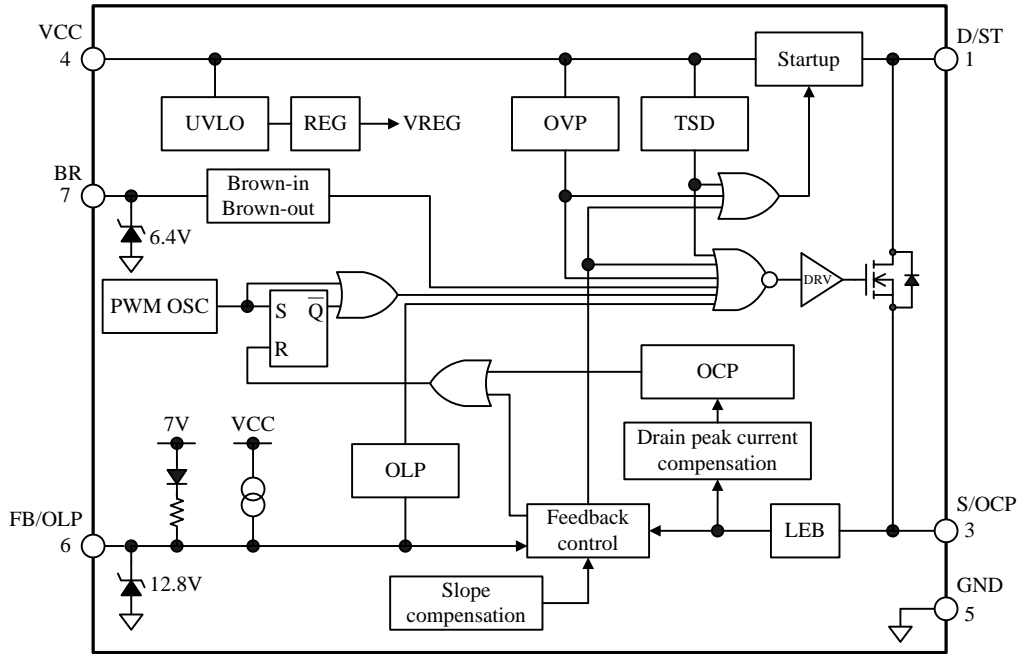 VCC
4
D/ST
1
Startup
UVLO
REG
VREG
OVP
TSD
BR
7
Brown-in
Brown-out
6.4V
PWM OSC
S
Q̅
R
DRV
OCP
7V
VCC
OLP
Drain peak current
compensation
FB/OLP
6
Feedback
control
LEB
S/OCP
3
12.8V
Slope
compensation
GND
5